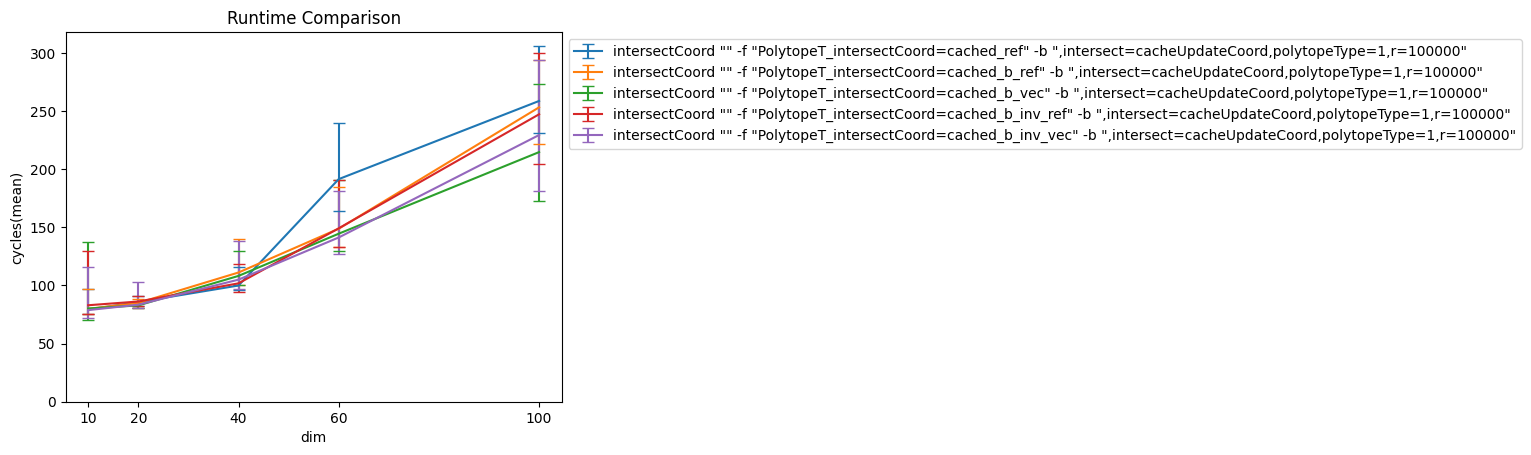 Runtime Comparison
300
250
200
150
100
50
0
cycles(mean)
10 20 40 60 100
dim
intersectCoord "" -f "PolytopeT_intersectCoord=cached_ref" -b ",intersect=cacheUpdateCoord,polytopeType=1,r=100000"
intersectCoord "" -f "PolytopeT_intersectCoord=cached_b_ref" -b ",intersect=cacheUpdateCoord,polytopeType=1,r=100000"
intersectCoord "" -f "PolytopeT_intersectCoord=cached_b_vec" -b ",intersect=cacheUpdateCoord,polytopeType=1,r=100000"
intersectCoord "" -f "PolytopeT_intersectCoord=cached_b_inv_ref" -b ",intersect=cacheUpdateCoord,polytopeType=1,r=100000"
intersectCoord "" -f "PolytopeT_intersectCoord=cached_b_inv_vec" -b ",intersect=cacheUpdateCoord,polytopeType=1,r=100000"